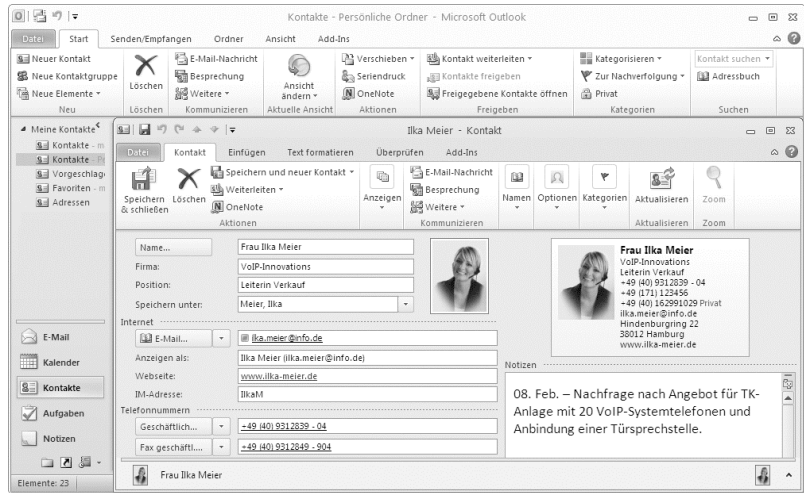 Kontakte - Persönliche Ordner - Microsoft Outlook
Datei Start Senden/Empfangen Ordner Ansicht Add-Ins
Neuer Kontakt
Neue Kontaktgruppe
Neue Elemente
Neu
Löschen
Löschen
E-Mail-Nachricht
Besprechung
Weitere
Kommunizieren
Ansicht
ändern
Aktuelle Ansicht
Verschieben
Seriendruck
OneNote
Aktionen
Kontakt weiterleiten
Kontakte freigeben
Freigegebene Kontakte öffnen
Freigeben
Kategorisieren
Zur Nachverfolgung
Privat
Kategorien
Kontakt suchen
Adressbuch
Suchen
Meine Kontakte
Kontakte - m
Kontakte - Pe
Vorgeschlage
Favoriten - m
Adressen
E-Mail
Kalender
Kontakte
Aufgaben
Notizen
Elemente: 23
Ilka Meier - Kontakt
Datei Kontakt Einfügen Text formatieren Überprüfen Add-Ins
Speichern
& schließen
Löschen
Speichern und neuer Kontakt
Weiterleiten
OneNote
Aktionen
Anzeigen
E-Mail-Nachricht
Besprechung
Weitere
Kommunizieren
Namen
Optionen
Kategorien
Aktualisieren
Aktualisieren
Zoom
Zoom
Name... Frau Ilka Meier
Firma: VoIP-Innovations
Position: Leiterin Verkauf
Speichern unter: Meier, Ilka
Internet
E-Mail... ilka.meier@info.de
Anzeigen als: Ilka Meier (ilka.meier@info.de)
Webseite: www.ilka-meier.de
IM-Adresse: IlkaM
Telefonnummern
Geschäftlich... +49 (40) 9312839 - 04
Fax geschäftl.... +49 (40) 9312849 - 904
Frau Ilka Meier
VoIP-Innovations
Leiterin Verkauf
+49 (40) 9312839 - 04
+49 (171) 123456
+49 (40) 162991029 Privat
ilka.meier@info.de
Hindenburgring 22
38012 Hamburg
www.ilka-meier.de
Notizen
08. Feb. – Nachfrage nach Angebot für TK-
Anlage mit 20 VoIP-Systemtelefonen und
Anbindung einer Türsprechstelle.
Frau Ilka Meier